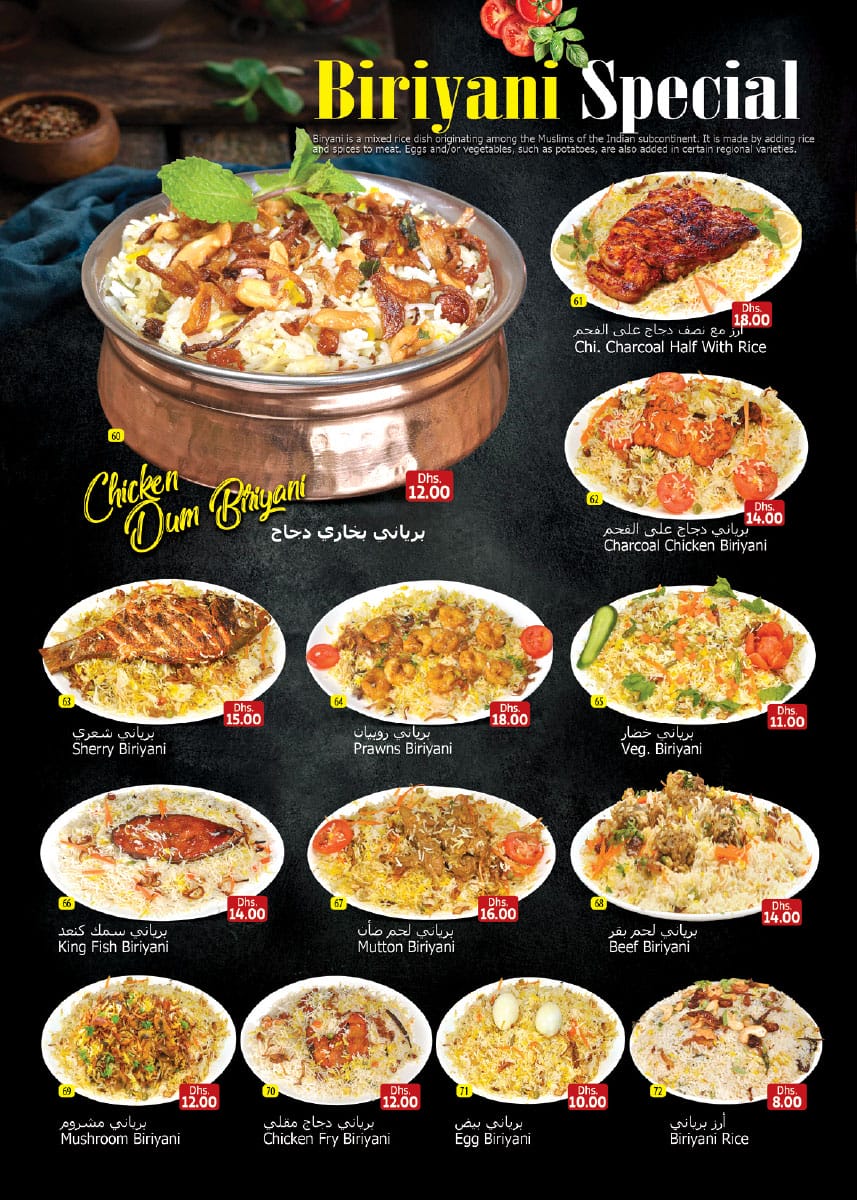 Biriyani Special
Biryani is a mixed rice dish originating among the Muslims of the Indian subcontinent. It is made by adding rice
and spices to meat. Eggs and/or vegetables, such as potatoes, are also added in certain regional varieties.
60
Chicken
Dum Biriyani
Dhs.
12.00
برياني بخاري دجاج
61
Dhs.
18.00
أرز مع نصف دجاج على الفحم
Chi. Charcoal Half With Rice
62
Dhs.
14.00
برياني دجاج على الفحم
Charcoal Chicken Biriyani
63
Dhs.
15.00
برياني شعري
Sherry Biriyani
64
Dhs.
18.00
برياني روبيان
Prawns Biriyani
65
Dhs.
11.00
برياني خضار
Veg. Biriyani
66
Dhs.
14.00
برياني سمك كنعد
King Fish Biriyani
67
Dhs.
16.00
برياني لحم ضأن
Mutton Biriyani
68
Dhs.
14.00
برياني لحم بقر
Beef Biriyani
69
Dhs.
12.00
برياني مشروم
Mushroom Biriyani
70
Dhs.
12.00
برياني دجاج مقلي
Chicken Fry Biriyani
71
Dhs.
10.00
برياني بيض
Egg Biriyani
72
Dhs.
8.00
أرز برياني
Biriyani Rice